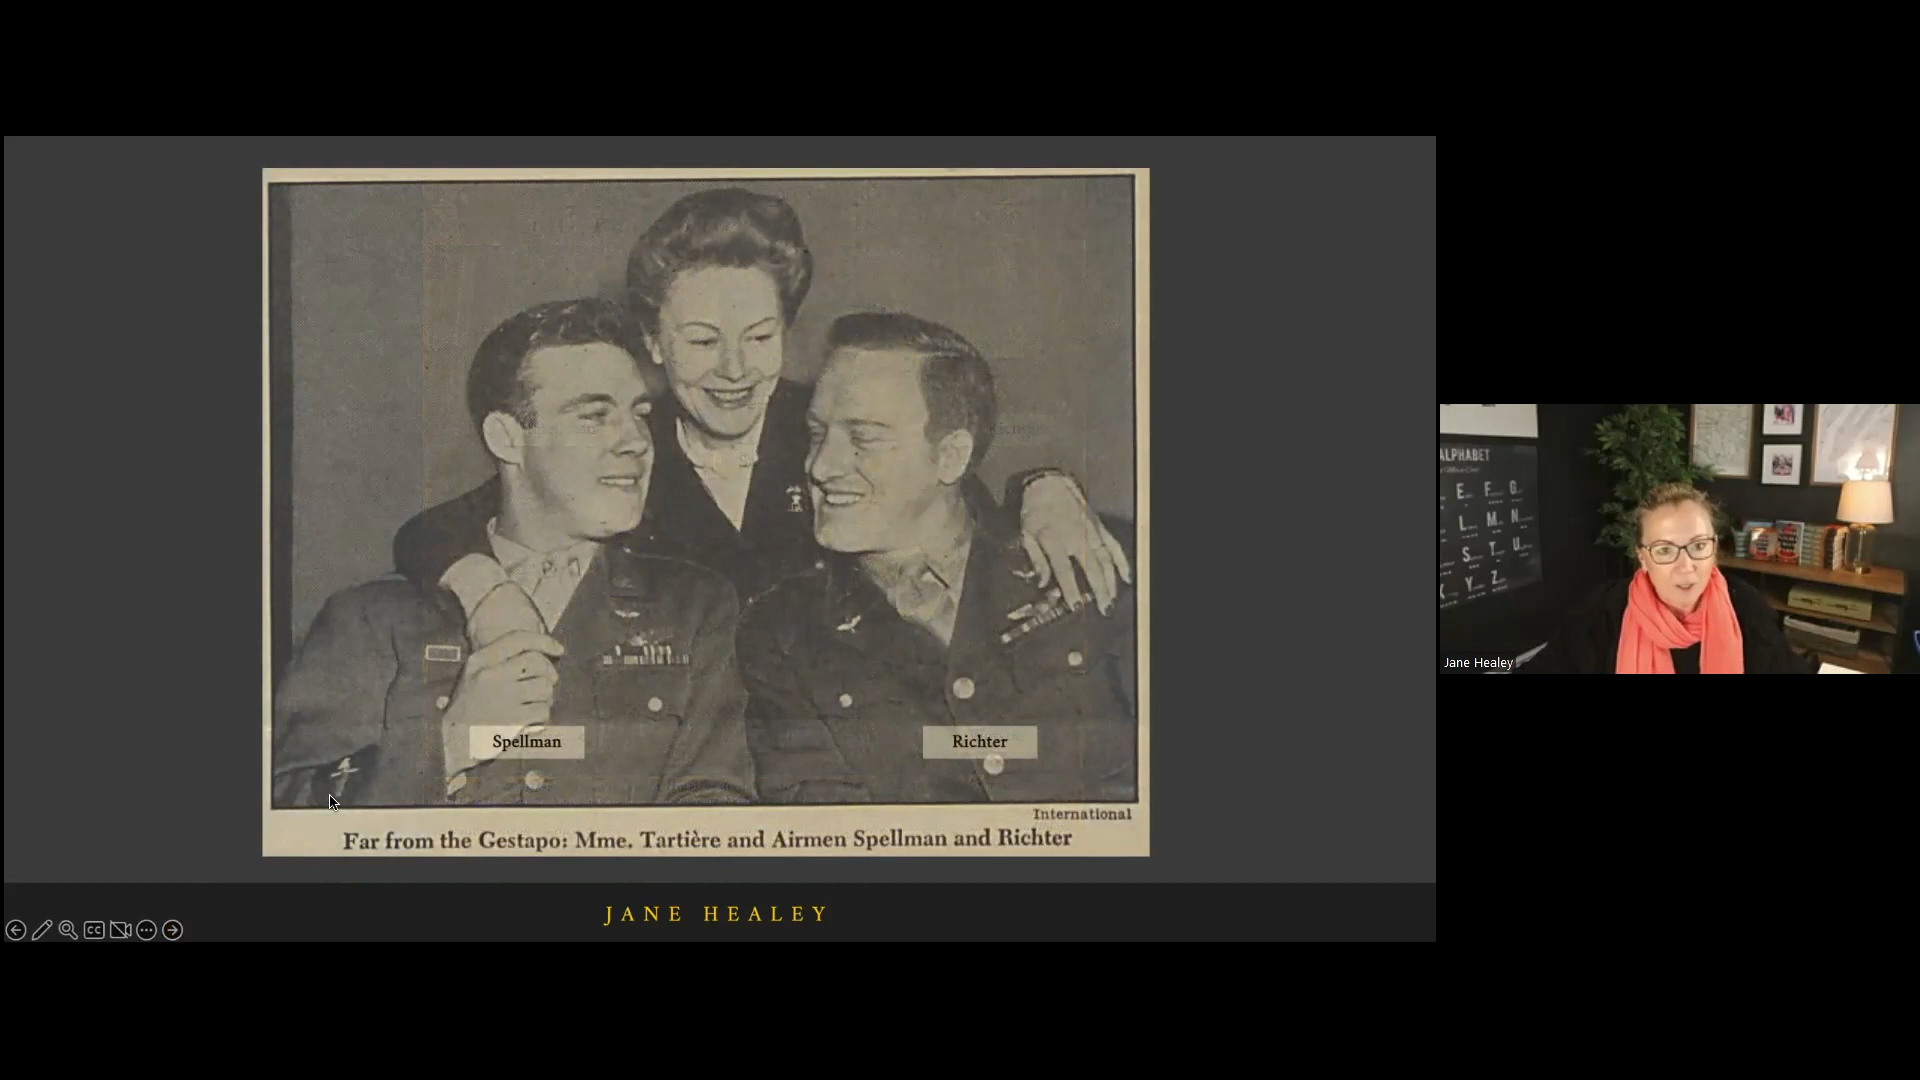 Spellman
Richter
International
Far from the Gestapo: Mme. Tartière and Airmen Spellman and Richter
JANE HEALEY
CC
ALPHABET
E F G
L M N
S T U
X Y Z
Jane Healey